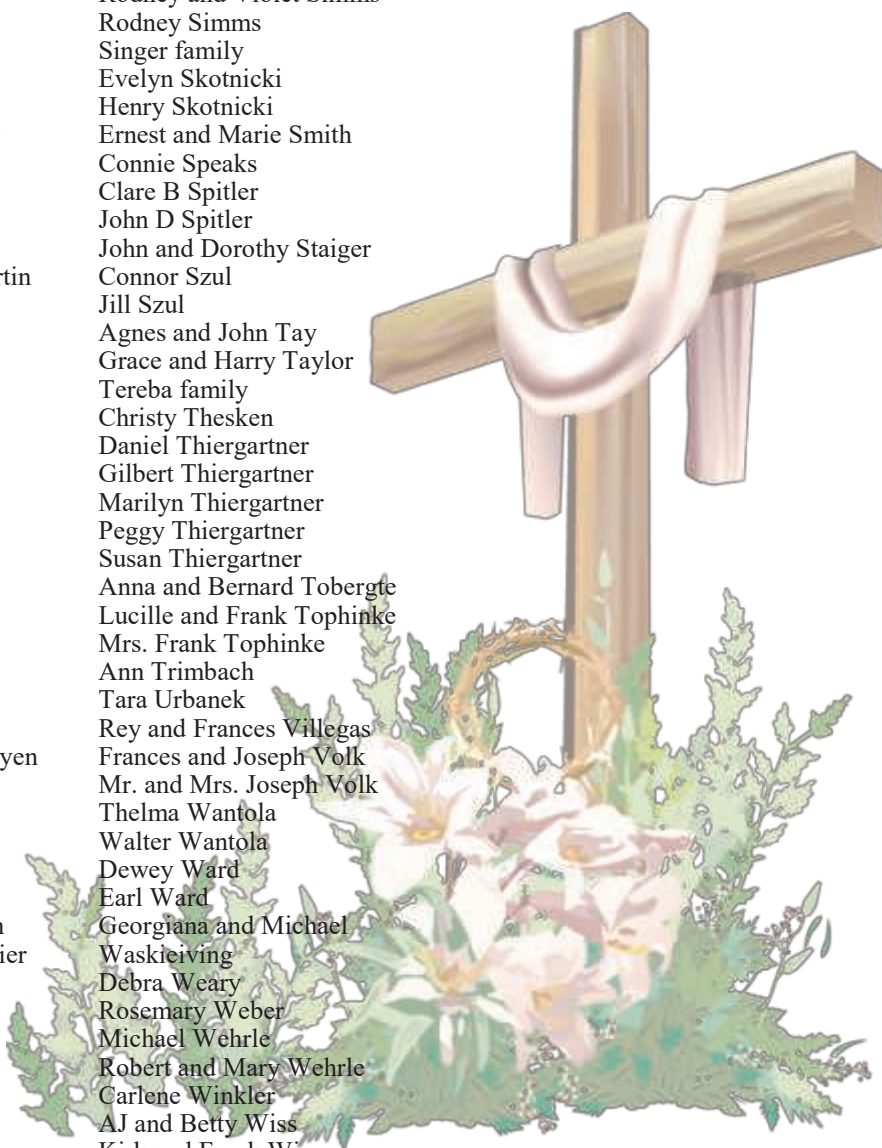 Rodney Simms
Singer family
Evelyn Skotnicki
Henry Skotnicki
Ernest and Marie Smith
Connie Speaks
Clare B Spitler
John D Spitler
John and Dorothy Staiger
rtin
Connor Szul
Jill Szul
Agnes and John Tay
Grace and Harry Taylor
Tereba family
Christy Thesken
Daniel Thiergartner
Gilbert Thiergartner
Marilyn Thiergartner
Peggy Thiergartner
Susan Thiergartner
Anna and Bernard Tobergte
Lucille and Frank Tophinke
Mrs. Frank Tophinke
Ann Trimbach
Tara Urbanek
Rey and Frances Villegas
yen
Frances and Joseph Volk
Mr. and Mrs. Joseph Volk
Thelma Wantola
Walter Wantola
Dewey Ward
Earl Ward
Georgiana and Michael
ier
Waskieiving
Debra Weary
Rosemary Weber
Michael Wehrle
Robert and Mary Wehrle
Carlene Winkler
AJ and Betty Wiss